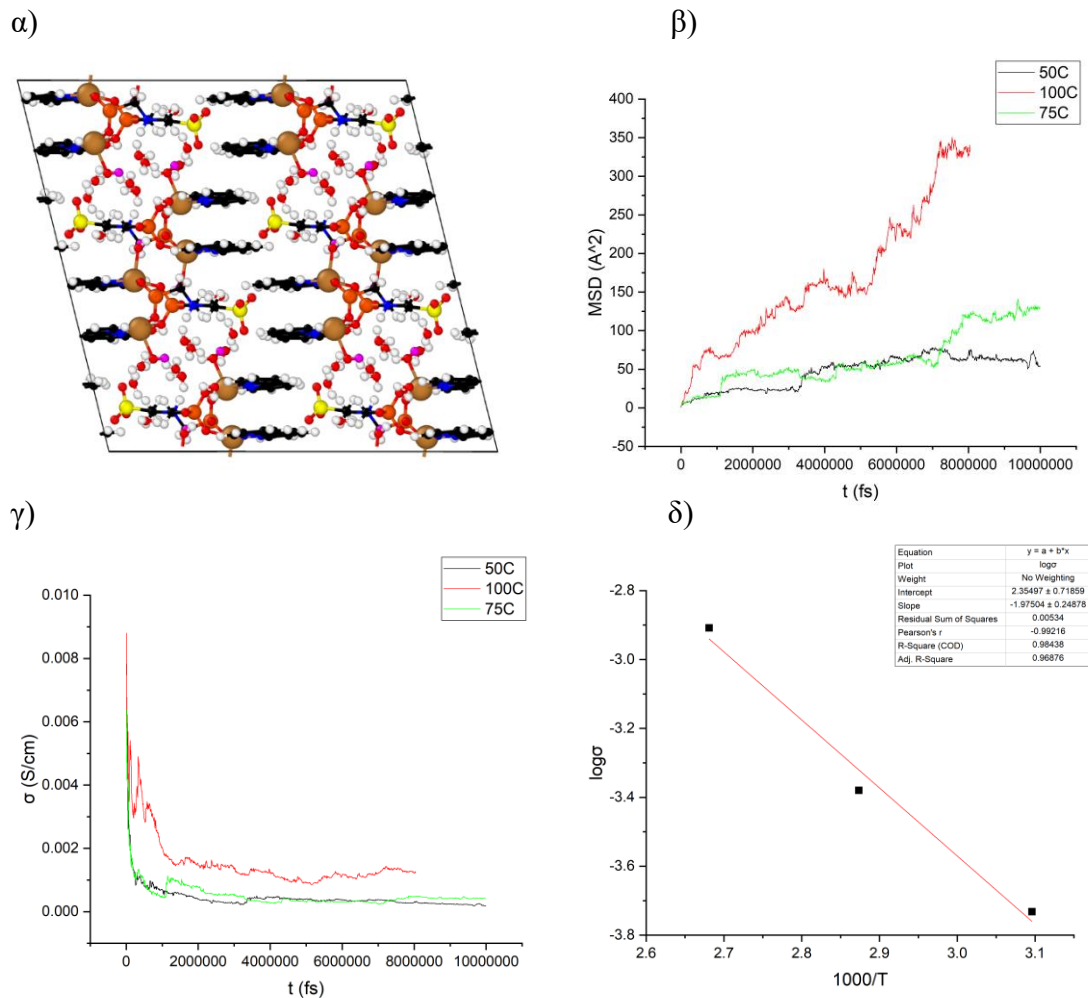 α)
β)
50C
100C
75C
MSD (A^2)
400
350
300
250
200
150
100
50
0
-50
0 2000000 4000000 6000000 8000000 10000000
t (fs)
γ)
50C
100C
75C
σ (S/cm)
0.010
0.008
0.006
0.004
0.002
0.000
0 2000000 4000000 6000000 8000000 10000000
t (fs)
δ)
Equation y = a + b*x
Plot logσ
Weight No Weighting
Intercept 2.35497 ± 0.71859
Slope -1.97504 ± 0.24878
Residual Sum of Squares 0.00534
Pearson's r -0.99216
R-Square (COD) 0.98438
Adj. R-Square 0.96876
logσ
-2.8
-3.0
-3.2
-3.4
-3.6
-3.8
2.6 2.7 2.8 2.9 3.0 3.1
1000/T